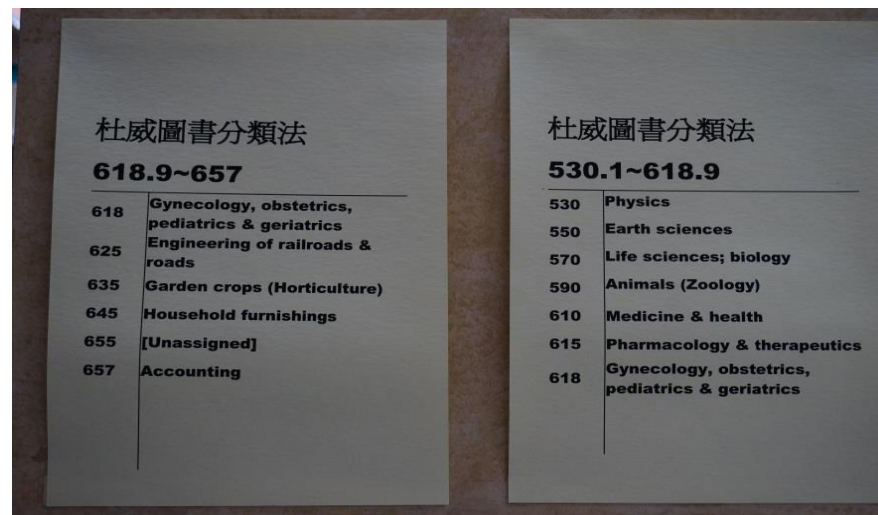 杜威圖書分類法
618.9~657
618 Gynecology, obstetrics,
pediatrics & geriatrics
625 Engineering of railroads &
roads
635 Garden crops (Horticulture)
645 Household furnishings
655 [Unassigned]
657 Accounting
杜威圖書分類法
530.1~618.9
530 Physics
550 Earth sciences
570 Life sciences; biology
590 Animals (Zoology)
610 Medicine & health
615 Pharmacology & therapeutics
618 Gynecology, obstetrics,
pediatrics & geriatrics